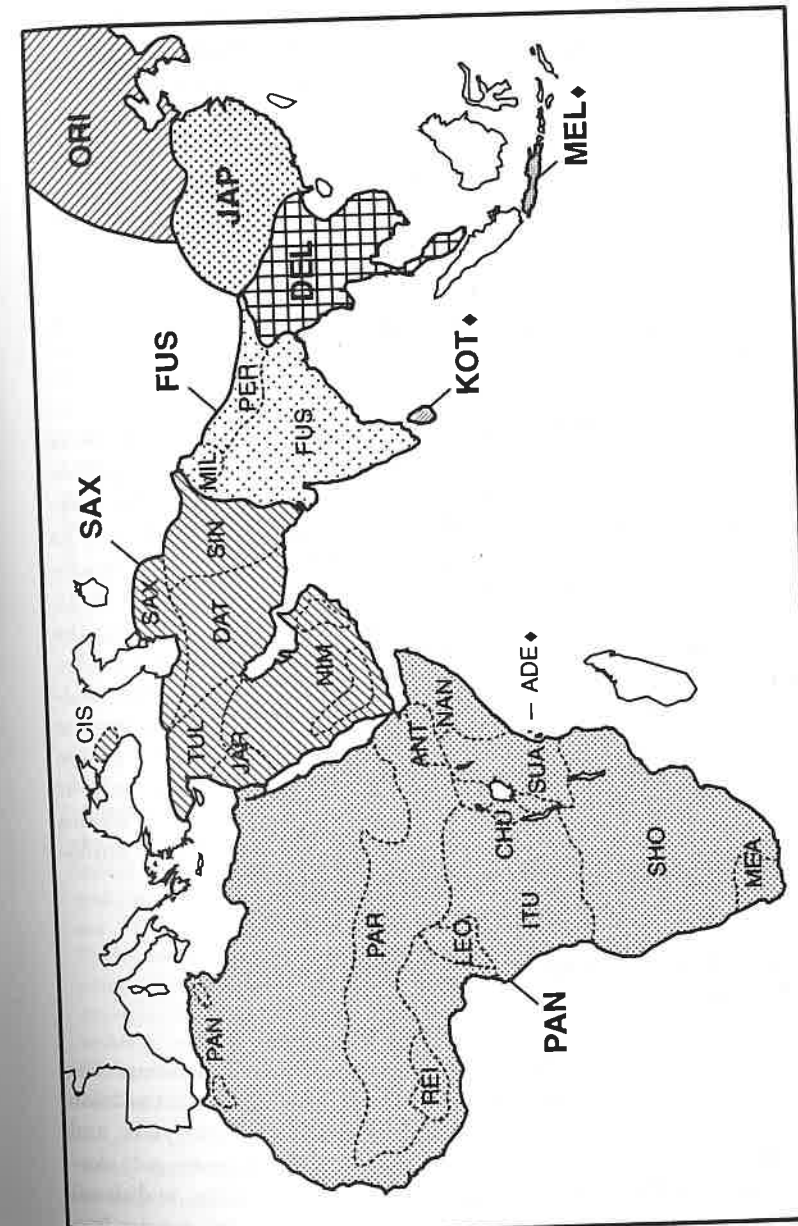 ORI
JAP
DEL
MEL♦
FUS
PER
MIL
FUS
KOT♦
SAX
SAX
SIN
DAT
CIS
TUL
JAR
NIM
ANT
NAN
ADE♦
SUA
CHU
PAN
PAR
LEO
ITU
REI
PAN
SHO
MEA